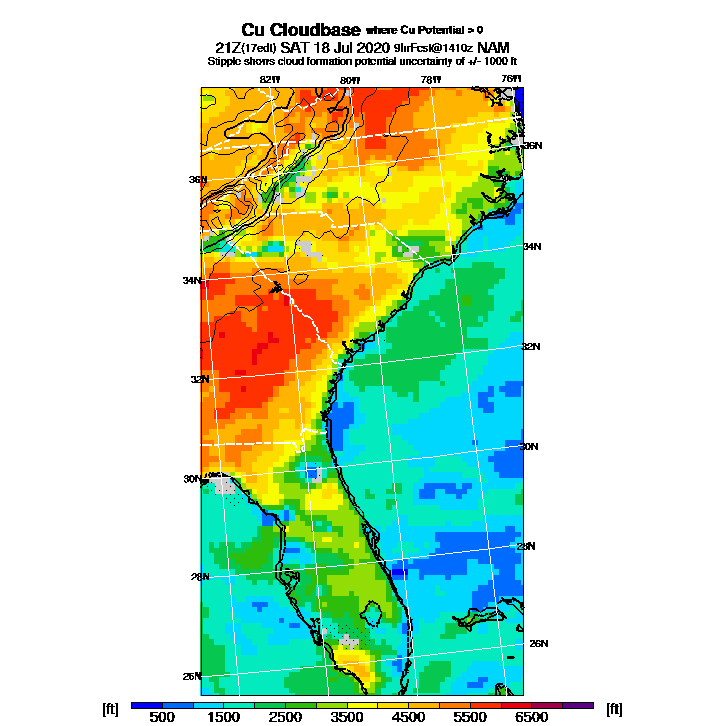 Cu Cloudbase where Cu Potential > 0
21Z(17edt) SAT 18 Jul 2020 9hrFcst@1410z NAM
Stipple shows cloud formation potential uncertainty of +/- 1000 ft
82W 80W 78W 76W
36N 36N
34N 34N
32N 32N
30N 30N
28N 28N
26N 26N
[ft] 500 1500 2500 3500 4500 5500 6500 [ft]